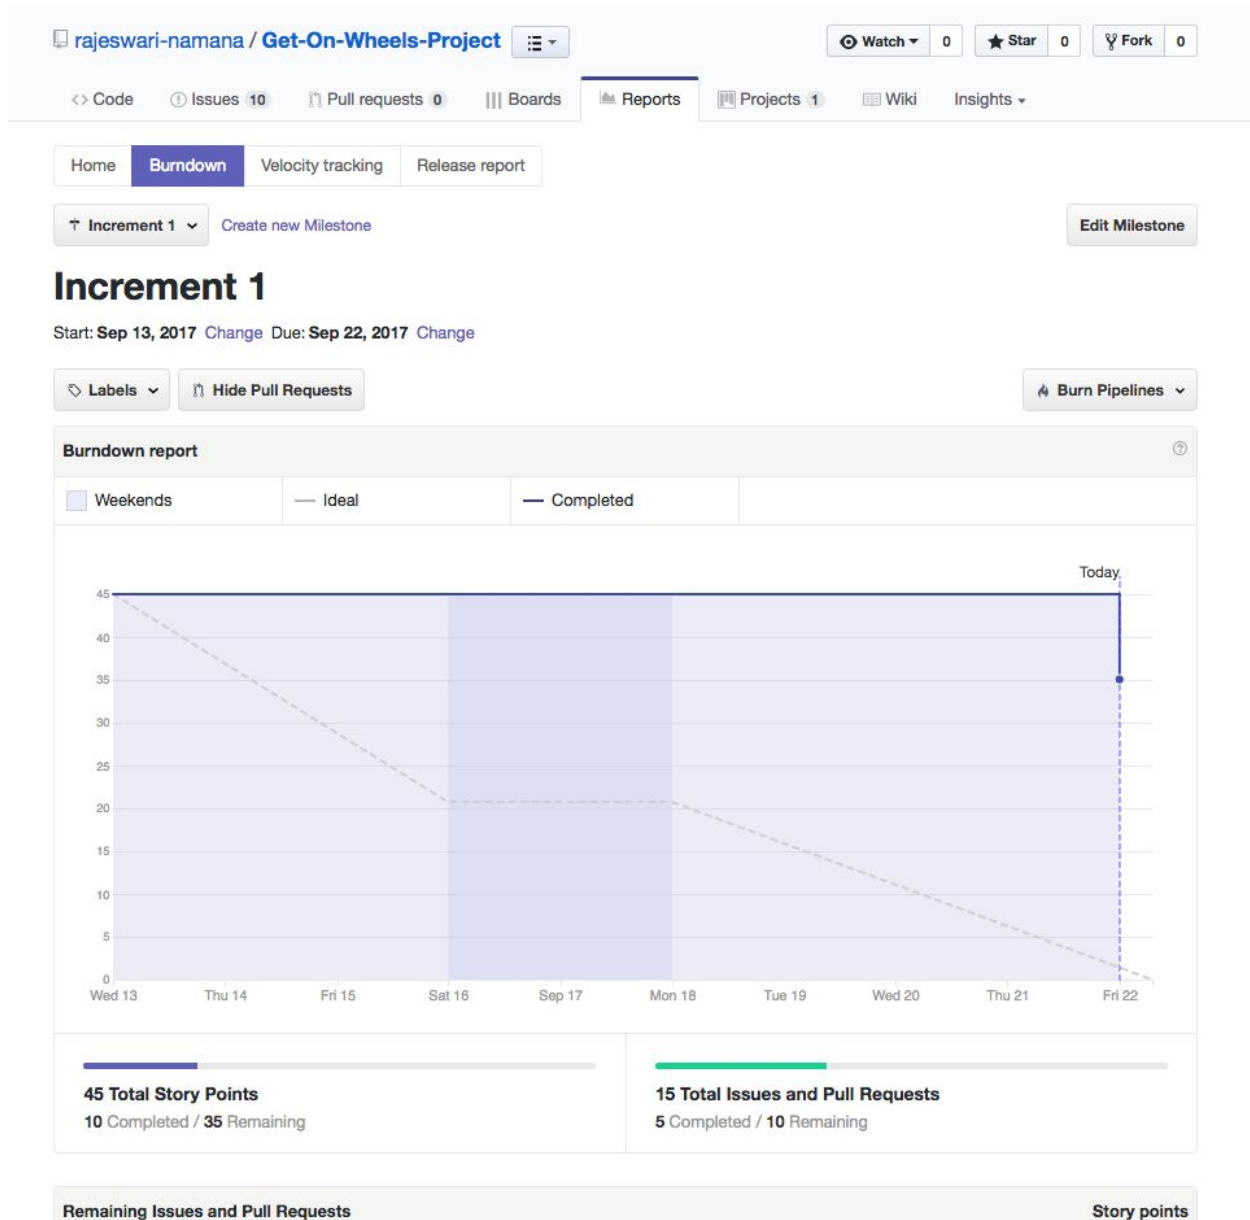 rajeswari-namana / Get-On-Wheels-Project Watch 0 Star 0 Fork 0
<> Code Issues 10 Pull requests 0 Boards Reports Projects 1 Wiki Insights
Home Burndown Velocity tracking Release report
Increment 1 Create new Milestone Edit Milestone
Increment 1
Start: Sep 13, 2017 Change Due: Sep 22, 2017 Change
Labels Hide Pull Requests Burn Pipelines
Burndown report ?
Weekends Ideal Completed
Today
45
40
35
30
25
20
15
10
5
0
Wed 13 Thu 14 Fri 15 Sat 16 Sep 17 Mon 18 Tue 19 Wed 20 Thu 21 Fri 22
45 Total Story Points 15 Total Issues and Pull Requests
10 Completed / 35 Remaining 5 Completed / 10 Remaining
Remaining Issues and Pull Requests Story points